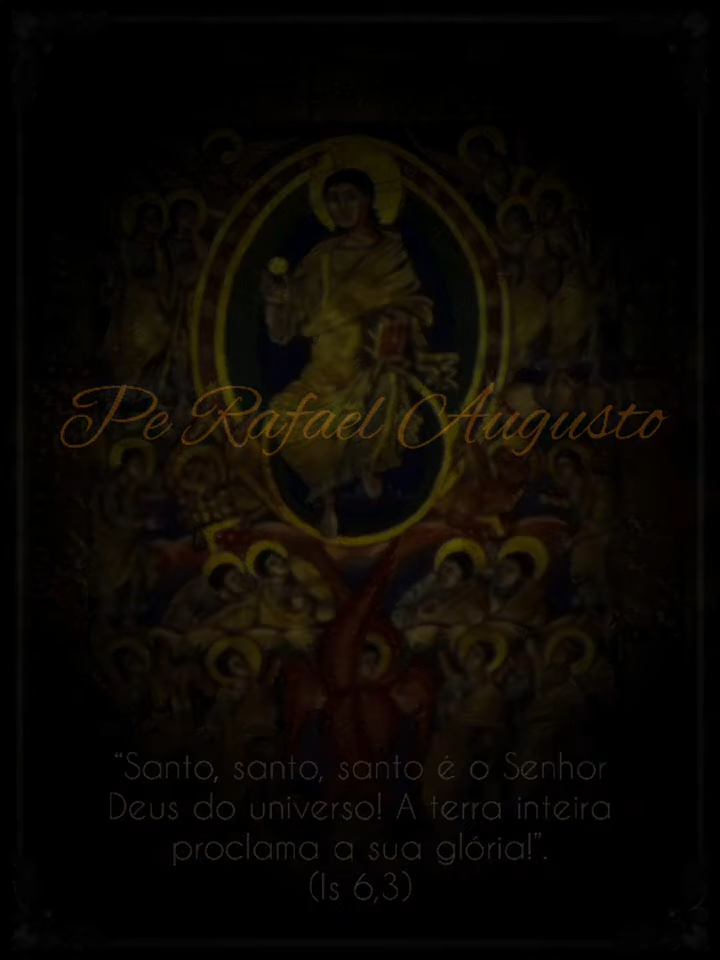 Pe Rafael Augusto
“Santo, santo, santo é o Senhor
Deus do universo! A terra inteira
proclama a sua glória!”.
(Is 6,3)